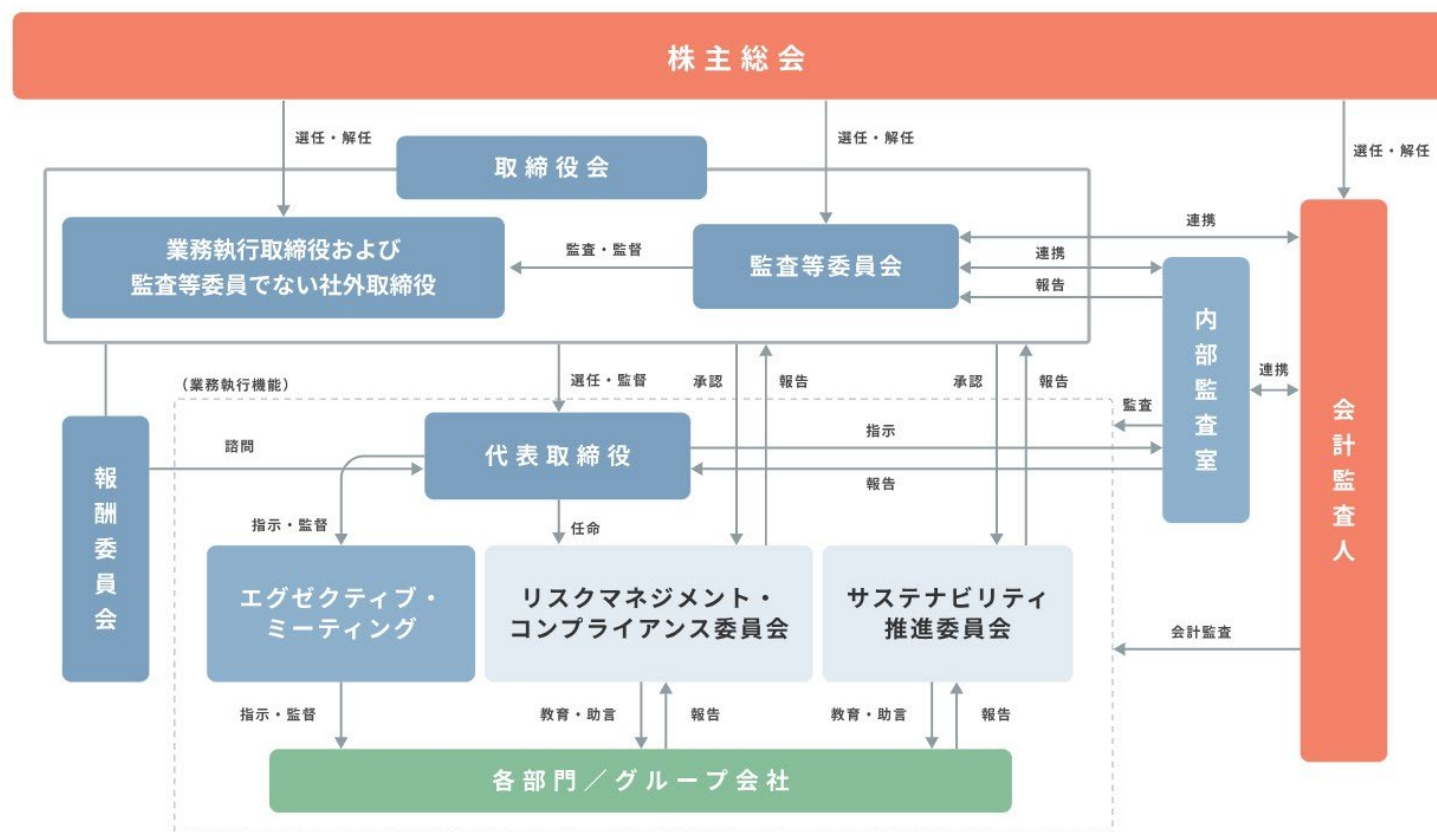 株主総会
選任・解任
選任・解任
選任・解任
取締役会
業務執行取締役および
監査等委員でない社外取締役
監査・監督
監査等委員会
連携
連携
報告
内部監査室
連携
会計監査人
選任・監督
承認
報告
承認
報告
(業務執行機能)
監査
報酬委員会
諮問
代表取締役
指示
報告
指示・監督
任命
エグゼクティブ・
ミーティング
リスクマネジメント・
コンプライアンス委員会
サステナビリティ
推進委員会
会計監査
指示・監督
教育・助言
報告
教育・助言
報告
各部門／グループ会社